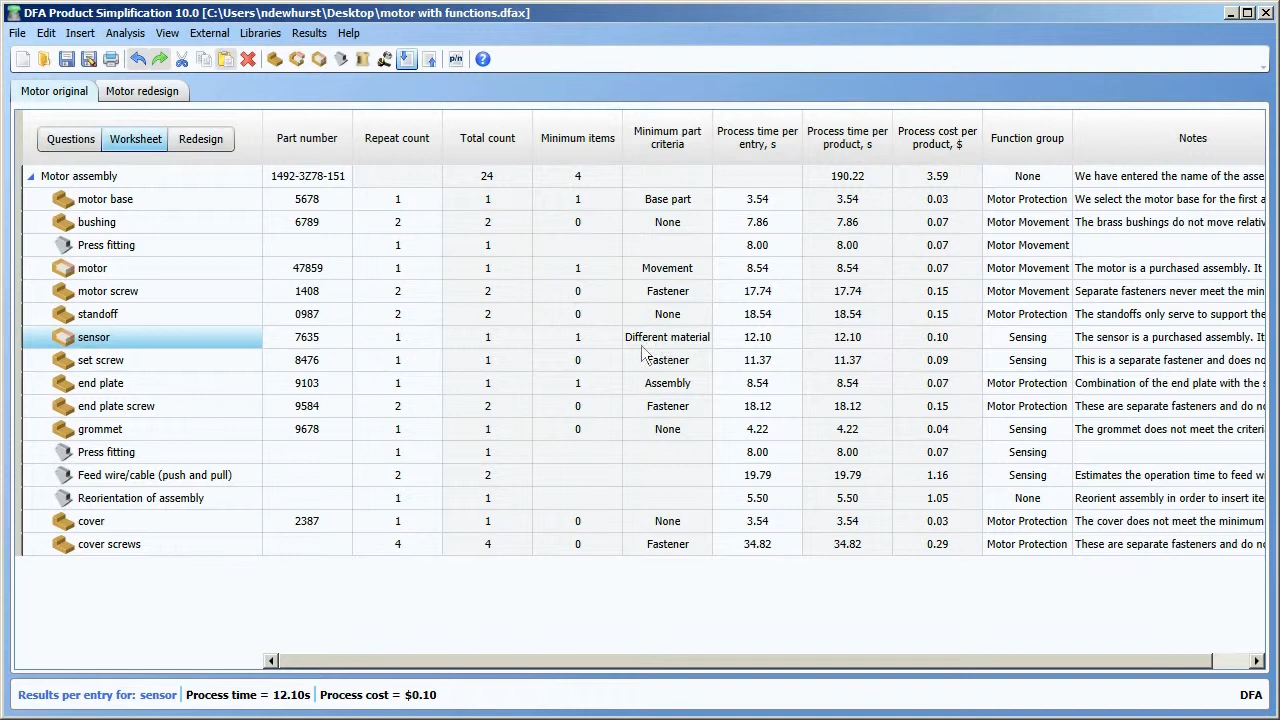 DFA Product Simplification 10.0 [C:\Users\ndewhurst\Desktop\motor with functions.dfax]
File Edit Insert Analysis View External Libraries Results Help
p/n ?
Motor original Motor redesign
Questions Worksheet Redesign Part number Repeat count Total count Minimum items Minimum part criteria Process time per entry, s Process time per product, s Process cost per product, $ Function group Notes
Motor assembly 1492-3Z78-151 24 4 190.22 3.59 None We have entered the name of the asse
motor base 5678 1 1 1 Base part 3.54 3.54 0.03 Motor Protection We select the motor base for the first a
bushing 6789 2 2 0 None 7.86 7.86 0.07 Motor Movement The brass bushings do not move relativ
Press fitting 1 1 8.00 8.00 0.07 Motor Movement
motor 47859 1 1 1 Movement 8.54 8.54 0.07 Motor Movement The motor is a purchased assembly. It
motor screw 1408 2 2 0 Fastener 17.74 17.74 0.15 Motor Movement Separate fasteners never meet the min
standoff 0987 2 2 0 None 18.54 18.54 0.15 Motor Movement The standoffs only serve to support the
sensor 7635 1 1 1 Different material 12.10 12.10 0.10 Sensing The sensor is a purchased assembly. It
set screw 8476 1 1 0 Fastener 11.37 11.37 0.09 Sensing This is a separate fastener and does no
end plate 9103 1 1 1 Assembly 8.54 8.54 0.07 Motor Protection Combination of the end plate with the s
end plate screw 9584 2 2 0 Fastener 18.12 18.12 0.15 Motor Protection These are separate fasteners and do no
grommet 9678 1 1 0 None 4.22 4.22 0.04 Sensing The grommet does not meet the criteri
Press fitting 1 1 8.00 8.00 0.07 Sensing
Feed wire/cable (push and pull) 2 2 19.79 19.79 1.16 Sensing Estimates the operation time to feed w
Reorientation of assembly 1 1 5.50 5.50 1.05 None Reorient assembly in order to insert ite
cover 2387 1 1 0 None 3.54 3.54 0.03 Motor Protection The cover does not meet the minimum
cover screws 4 4 0 Fastener 34.82 34.82 0.29 Motor Protection These are separate fasteners and do no
Results per entry for: sensor Process time = 12.10s Process cost = $0.10 DFA